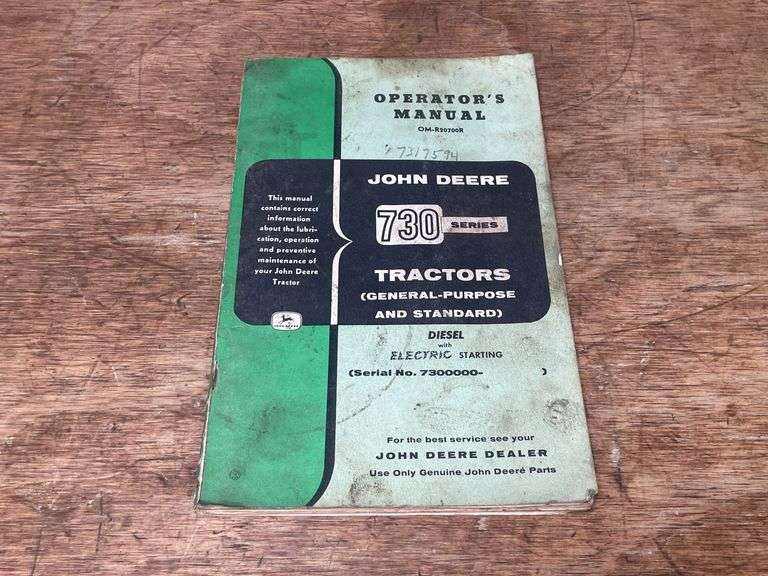 OPERATOR'S
MANUAL
OM-R20700R
7317594
JOHN DEERE
730 SERIES
TRACTORS
(GENERAL-PURPOSE
AND STANDARD)
This manual
contains correct
information
about the lubri-
cation, operation
and preventive
maintenance of
your John Deere
Tractor
JOHN DEERE
DIESEL
with
ELECTRIC STARTING
(Serial No. 7300000- )
For the best service see your
JOHN DEERE DEALER
Use Only Genuine John Deere Parts